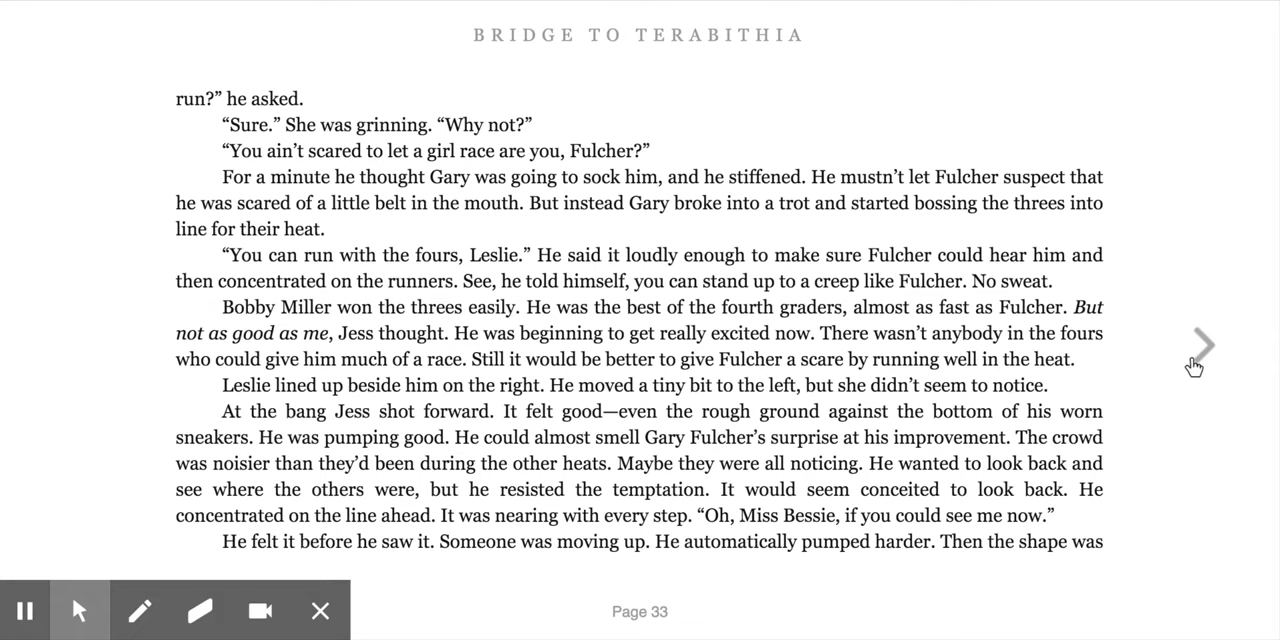 BRIDGE TO TERABITHIA
run?” he asked.
“Sure.” She was grinning. “Why not?”
“You ain’t scared to let a girl race are you, Fulcher?”
For a minute he thought Gary was going to sock him, and he stiffened. He mustn’t let Fulcher suspect that
he was scared of a little belt in the mouth. But instead Gary broke into a trot and started bossing the threes into
line for their heat.
“You can run with the fours, Leslie.” He said it loudly enough to make sure Fulcher could hear him and
then concentrated on the runners. See, he told himself, you can stand up to a creep like Fulcher. No sweat.
Bobby Miller won the threes easily. He was the best of the fourth graders, almost as fast as Fulcher. But
not as good as me, Jess thought. He was beginning to get really excited now. There wasn’t anybody in the fours
who could give him much of a race. Still it would be better to give Fulcher a scare by running well in the heat.
Leslie lined up beside him on the right. He moved a tiny bit to the left, but she didn’t seem to notice.
At the bang Jess shot forward. It felt good—even the rough ground against the bottom of his worn
sneakers. He was pumping good. He could almost smell Gary Fulcher’s surprise at his improvement. The crowd
was noisier than they’d been during the other heats. Maybe they were all noticing. He wanted to look back and
see where the others were, but he resisted the temptation. It would seem conceited to look back. He
concentrated on the line ahead. It was nearing with every step. “Oh, Miss Bessie, if you could see me now.”
He felt it before he saw it. Someone was moving up. He automatically pumped harder. Then the shape was
Page 33